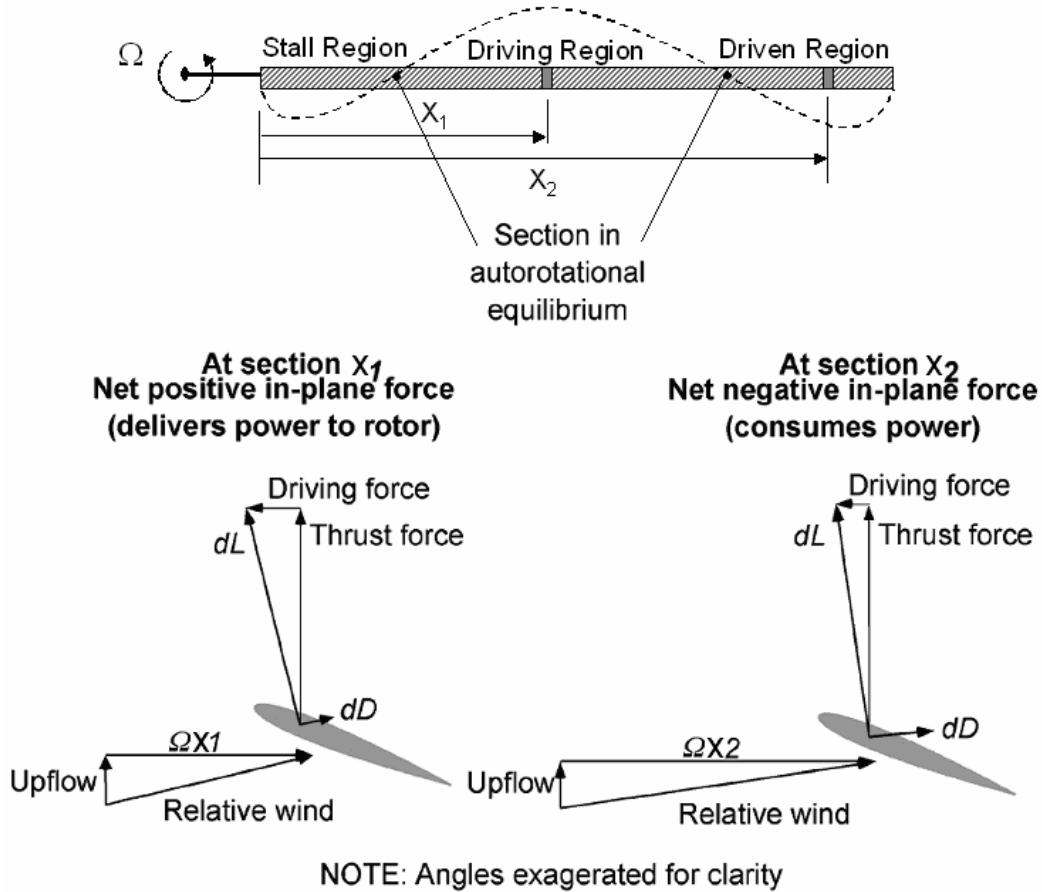 Stall Region
Driving Region
Driven Region
Ω
X1
X2
Section in
autorotational
equilibrium
At section X1
Net positive in-plane force
(delivers power to rotor)
At section X2
Net negative in-plane force
(consumes power)
Driving force
Thrust force
dL
dD
ΩX1
Upflow
Relative wind
Driving force
Thrust force
dL
dD
ΩX2
Upflow
Relative wind
NOTE: Angles exagerated for clarity